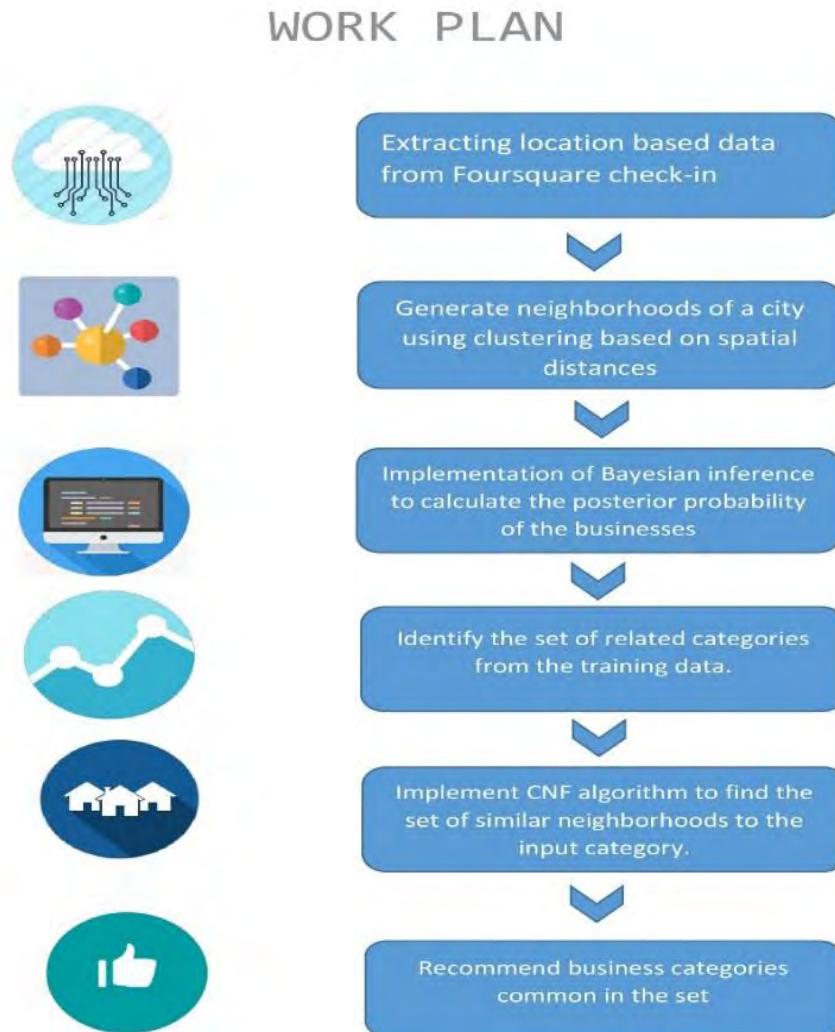 WORK PLAN
Extracting location based data
from Foursquare check-in
Generate neighborhoods of a city
using clustering based on spatial
distances
Implementation of Bayesian inference
to calculate the posterior probability
of the businesses
Identify the set of related categories
from the training data.
Implement CNF algorithm to find the
set of similar neighborhoods to the
input category.
Recommend business categories
common in the set